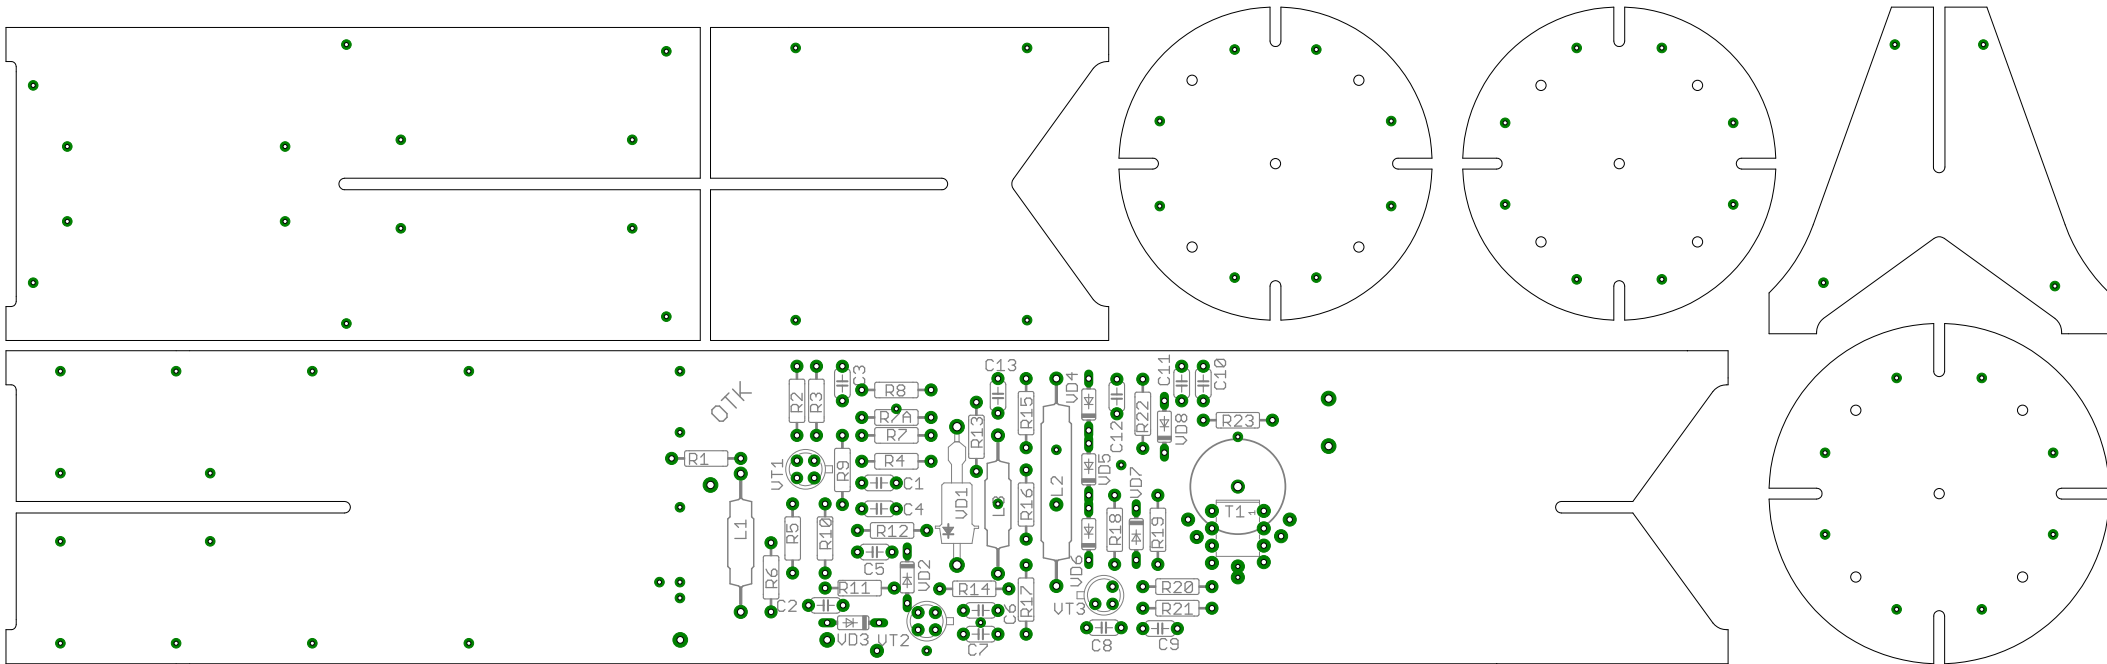 OTK
R1
L1
R2
R3
C3
R8
R7A
R7
R4
R9
VT1
C1
C4
R12
C5
R5
R10
R6
R11
C2
VD3
VD2
VT2
VD1
R13
C13
L3
R14
C6
C7
R15
R16
R17
L2
VD4
VD5
VD6
C12
R22
C11
C10
VD8
R23
VD7
R18
R19
T1
1
R20
R21
VT3
C8
C9